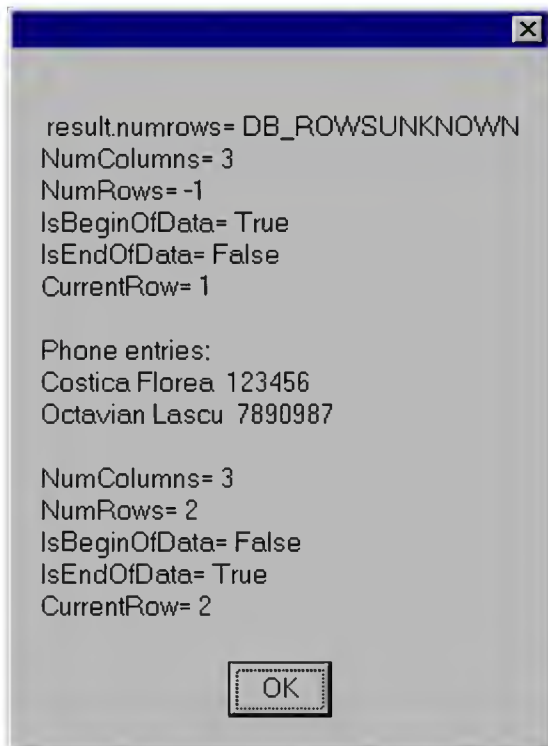 result.numrows= DB_ROWSUNKNOWN
NumColumns= 3
NumRows= -1
IsBeginOfData= True
IsEndOfData= False
CurrentRow= 1
Phone entries:
Costica Florea 123456
Octavian Lascu 7890987
NumColumns= 3
NumRows= 2
IsBeginOfData= False
IsEndOfData= True
CurrentRow= 2
OK